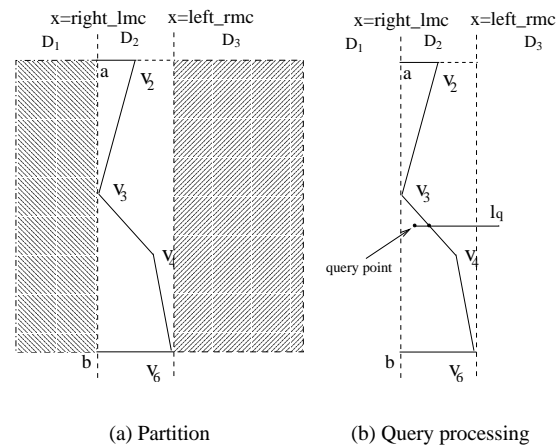 x=right_lmc x=left_rmc
D1 D2 D3
a
v2
v3
v4
b
v6
(a) Partition
x=right_lmc x=left_rmc
D1 D2 D3
a
v2
v3
lq
v4
query point
b
v6
(b) Query processing